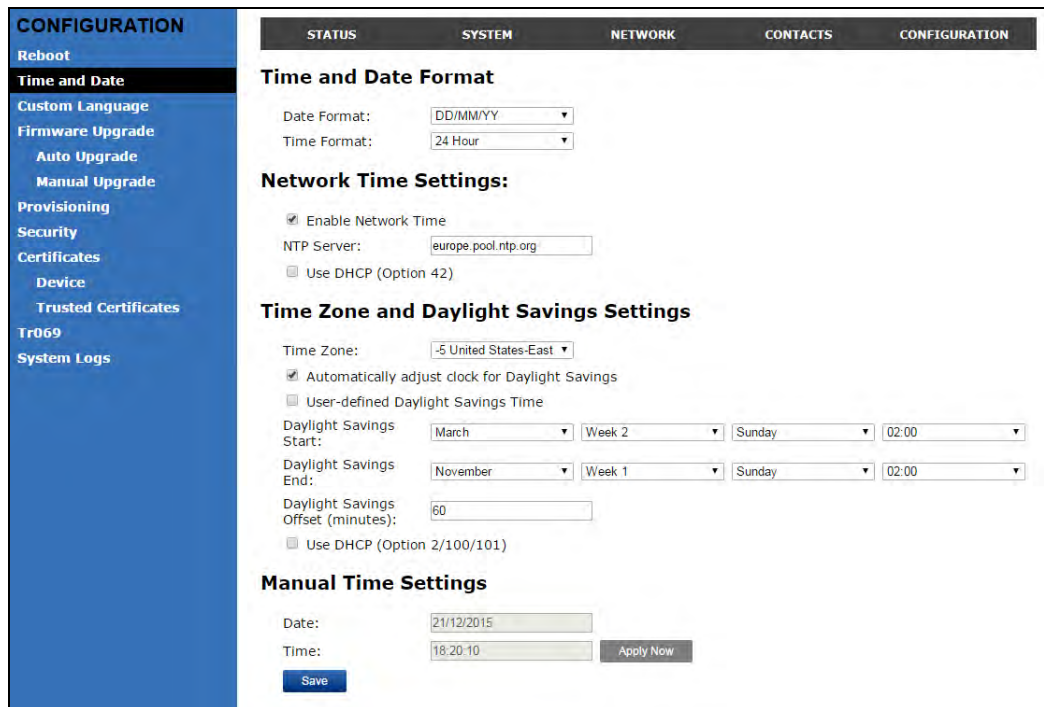 CONFIGURATION
Reboot
Time and Date
Custom Language
Firmware Upgrade
Auto Upgrade
Manual Upgrade
Provisioning
Security
Certificates
Device
Trusted Certificates
Tr069
System Logs
STATUS SYSTEM NETWORK CONTACTS CONFIGURATION
Time and Date Format
Date Format: DD/MM/YY
Time Format: 24 Hour
Network Time Settings:
Enable Network Time
NTP Server: europe.pool.ntp.org
Use DHCP (Option 42)
Time Zone and Daylight Savings Settings
Time Zone: -5 United States-East
Automatically adjust clock for Daylight Savings
User-defined Daylight Savings Time
Daylight Savings
Start: March Week 2 Sunday 02:00
Daylight Savings
End: November Week 1 Sunday 02:00
Daylight Savings
Offset (minutes): 60
Use DHCP (Option 2/100/101)
Manual Time Settings
Date: 21/12/2015
Time: 18:20:10 Apply Now
Save